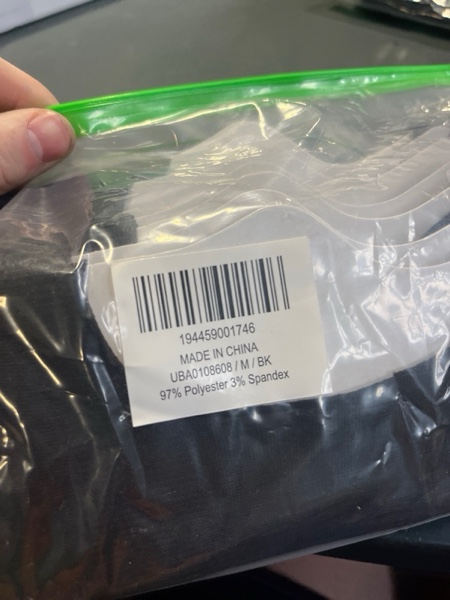 194459001746
MADE IN CHINA
UBA0108608 / M / BK
97% Polyester 3% Spandex